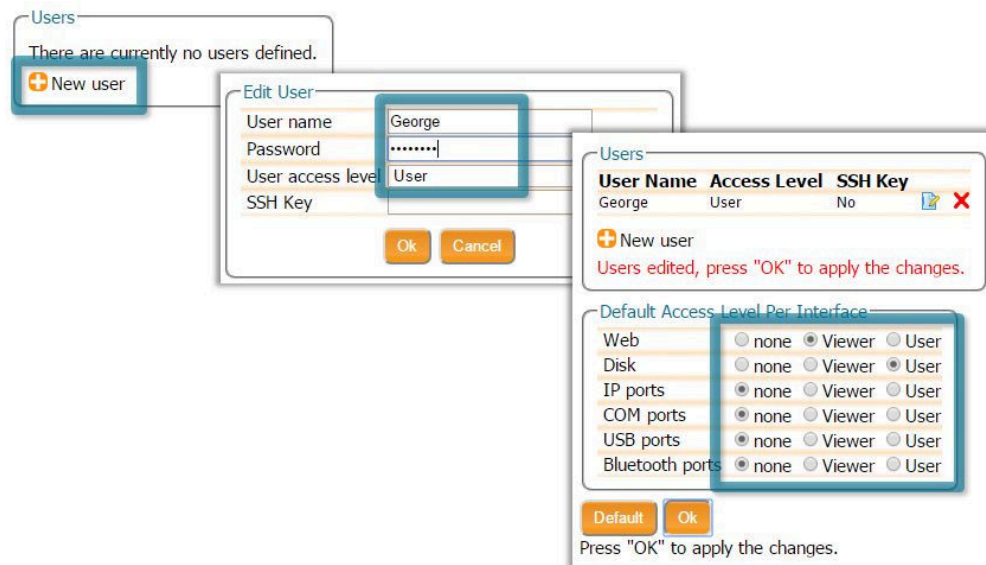 Users
There are currently no users defined.
New user
Edit User
User name George
Password ••••••••
User access level User
SSH Key
Ok Cancel
Users
User Name Access Level SSH Key
George User No
New user
Users edited, press "OK" to apply the changes.
Default Access Level Per Interface
Web none Viewer User
Disk none Viewer User
IP ports none Viewer User
COM ports none Viewer User
USB ports none Viewer User
Bluetooth ports none Viewer User
Default Ok
Press "OK" to apply the changes.